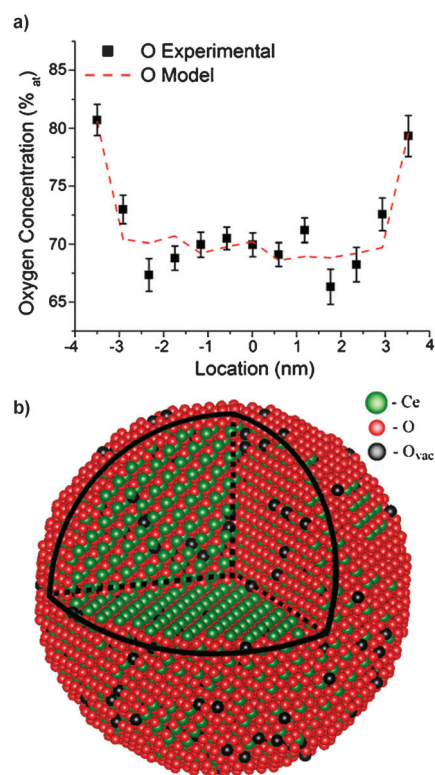 a)
O Experimental
O Model
Oxygen Concentration (% at)
85
80
75
70
65
-4 -3 -2 -1 0 1 2 3 4
Location (nm)
b)
- Ce
- O
- Ovac